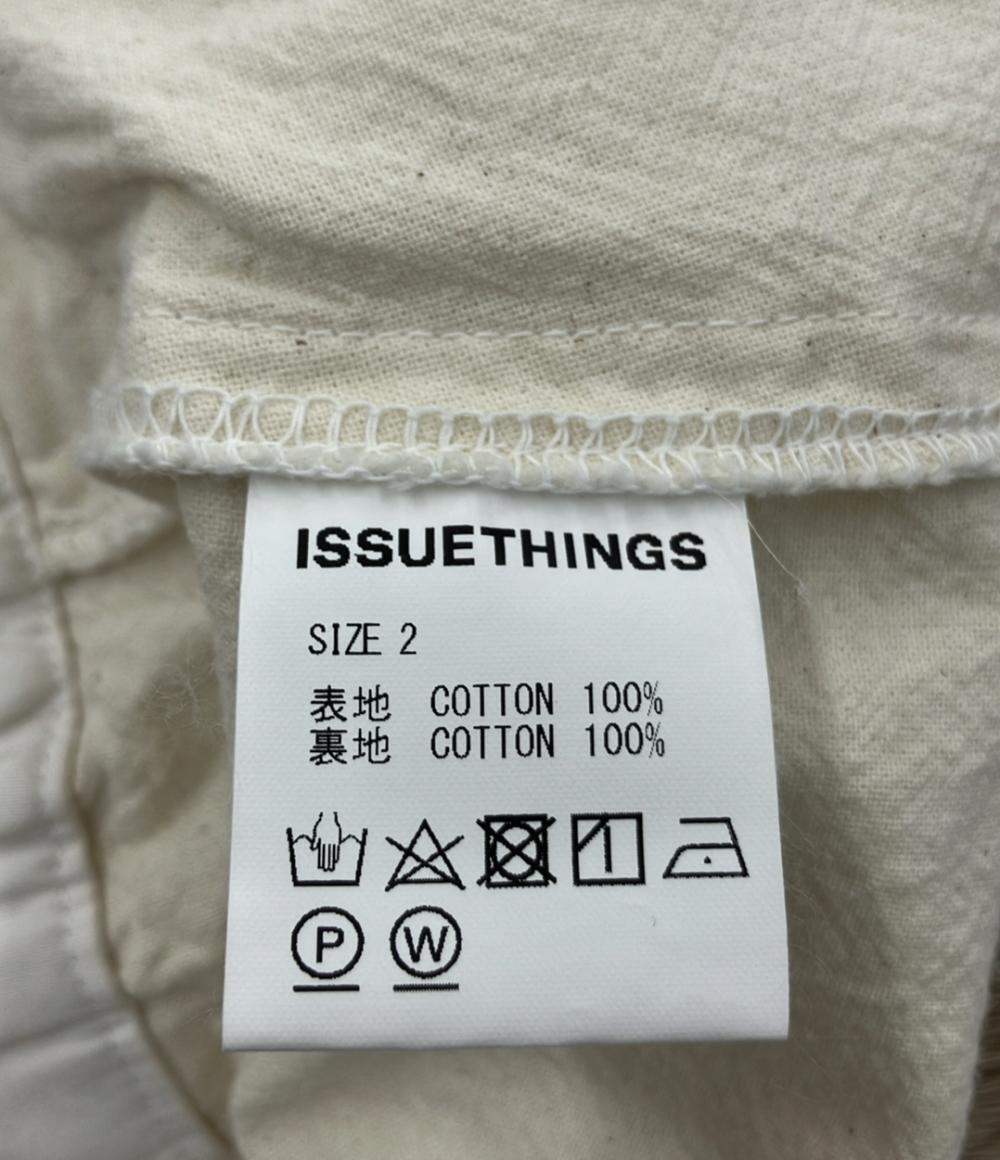 ISSUETHINGS
SIZE 2
表地 COTTON 100%
裏地 COTTON 100%
P W